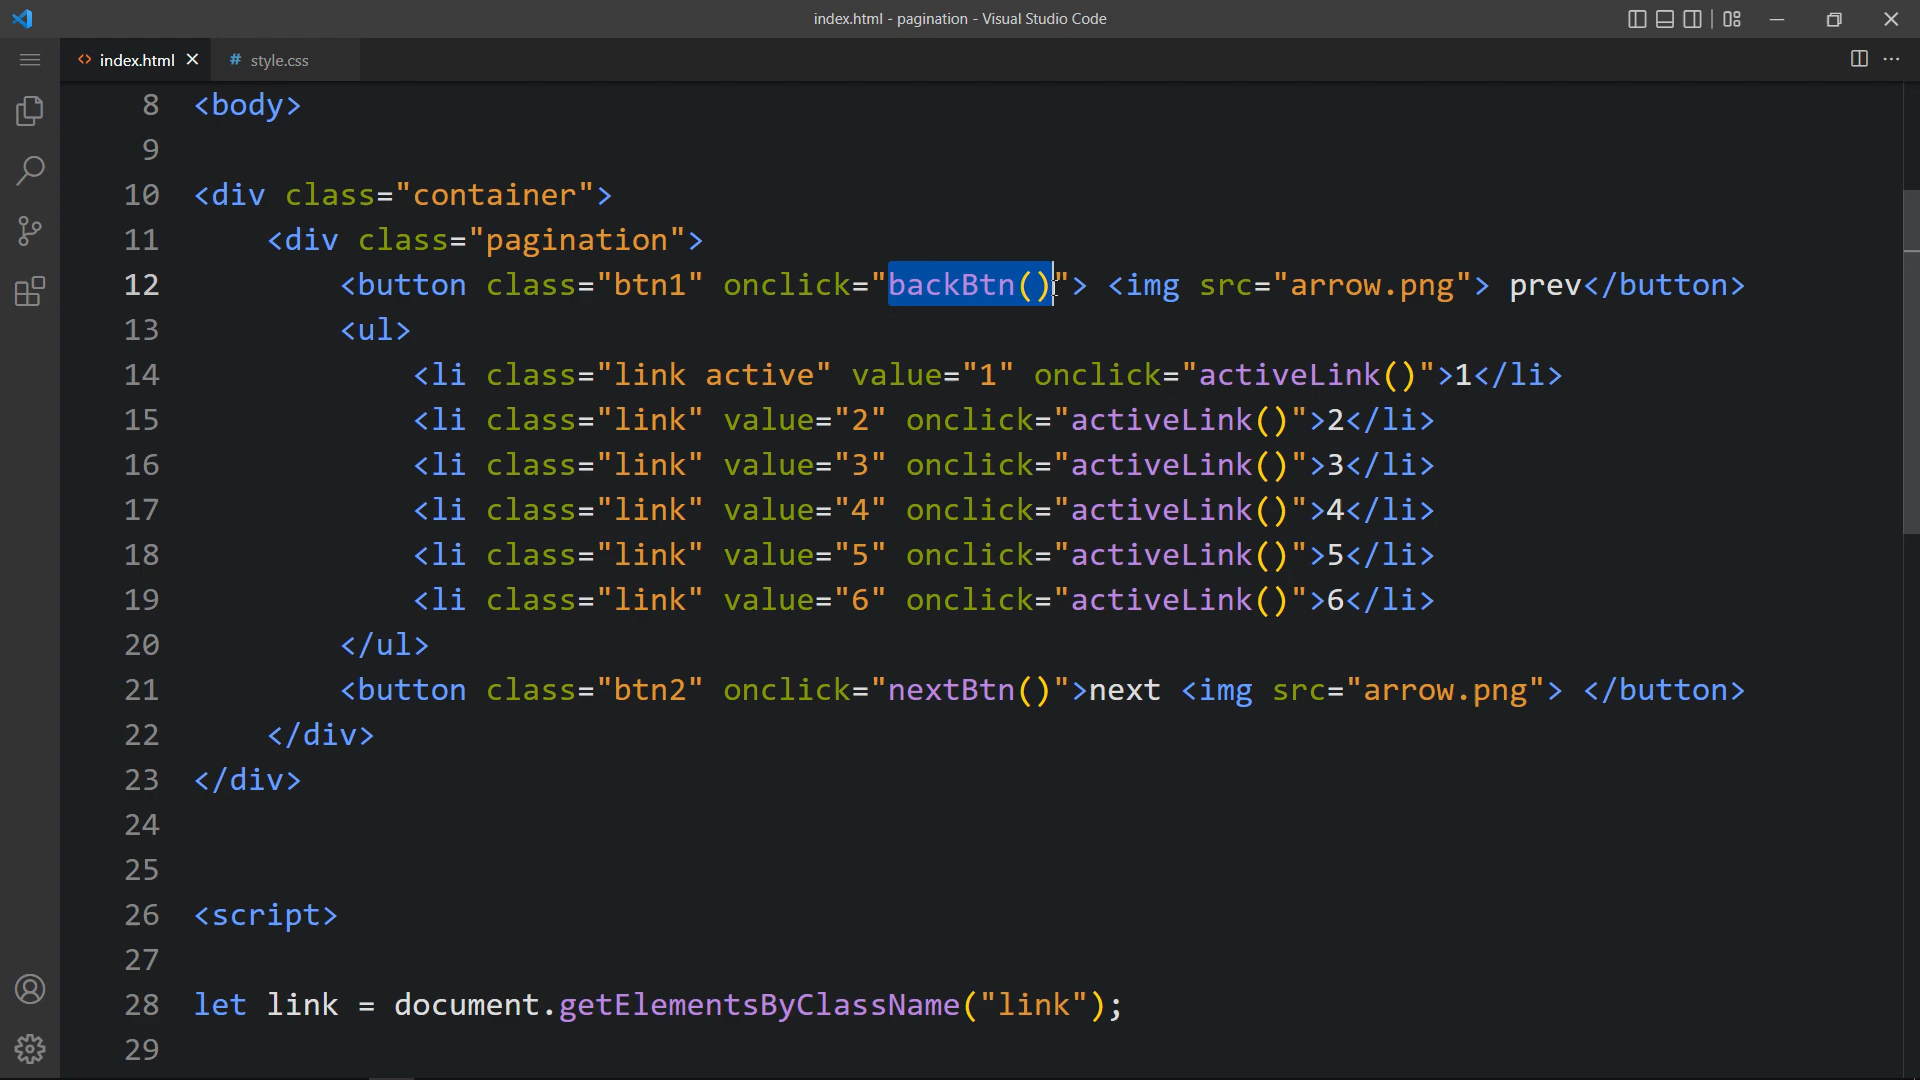 index.html - pagination - Visual Studio Code
<> index.html # style.css
8 <body>
9
10 <div class="container">
11 <div class="pagination">
12 <button class="btn1" onclick="backBtn()"> <img src="arrow.png"> prev</button>
13 <ul>
14 <li class="link active" value="1" onclick="activeLink()">1</li>
15 <li class="link" value="2" onclick="activeLink()">2</li>
16 <li class="link" value="3" onclick="activeLink()">3</li>
17 <li class="link" value="4" onclick="activeLink()">4</li>
18 <li class="link" value="5" onclick="activeLink()">5</li>
19 <li class="link" value="6" onclick="activeLink()">6</li>
20 </ul>
21 <button class="btn2" onclick="nextBtn()">next <img src="arrow.png"> </button>
22 </div>
23 </div>
24
25
26 <script>
27
28 let link = document.getElementsByClassName("link");
29